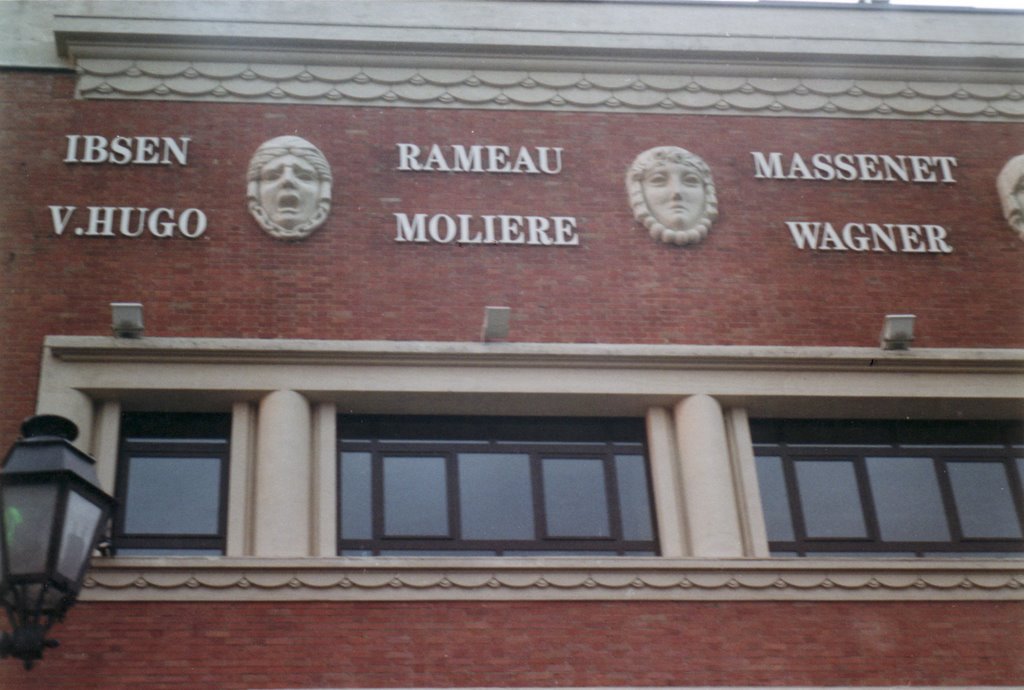 IBSEN
V.HUGO
RAMEAU
MOLIERE
MASSENET
WAGNER